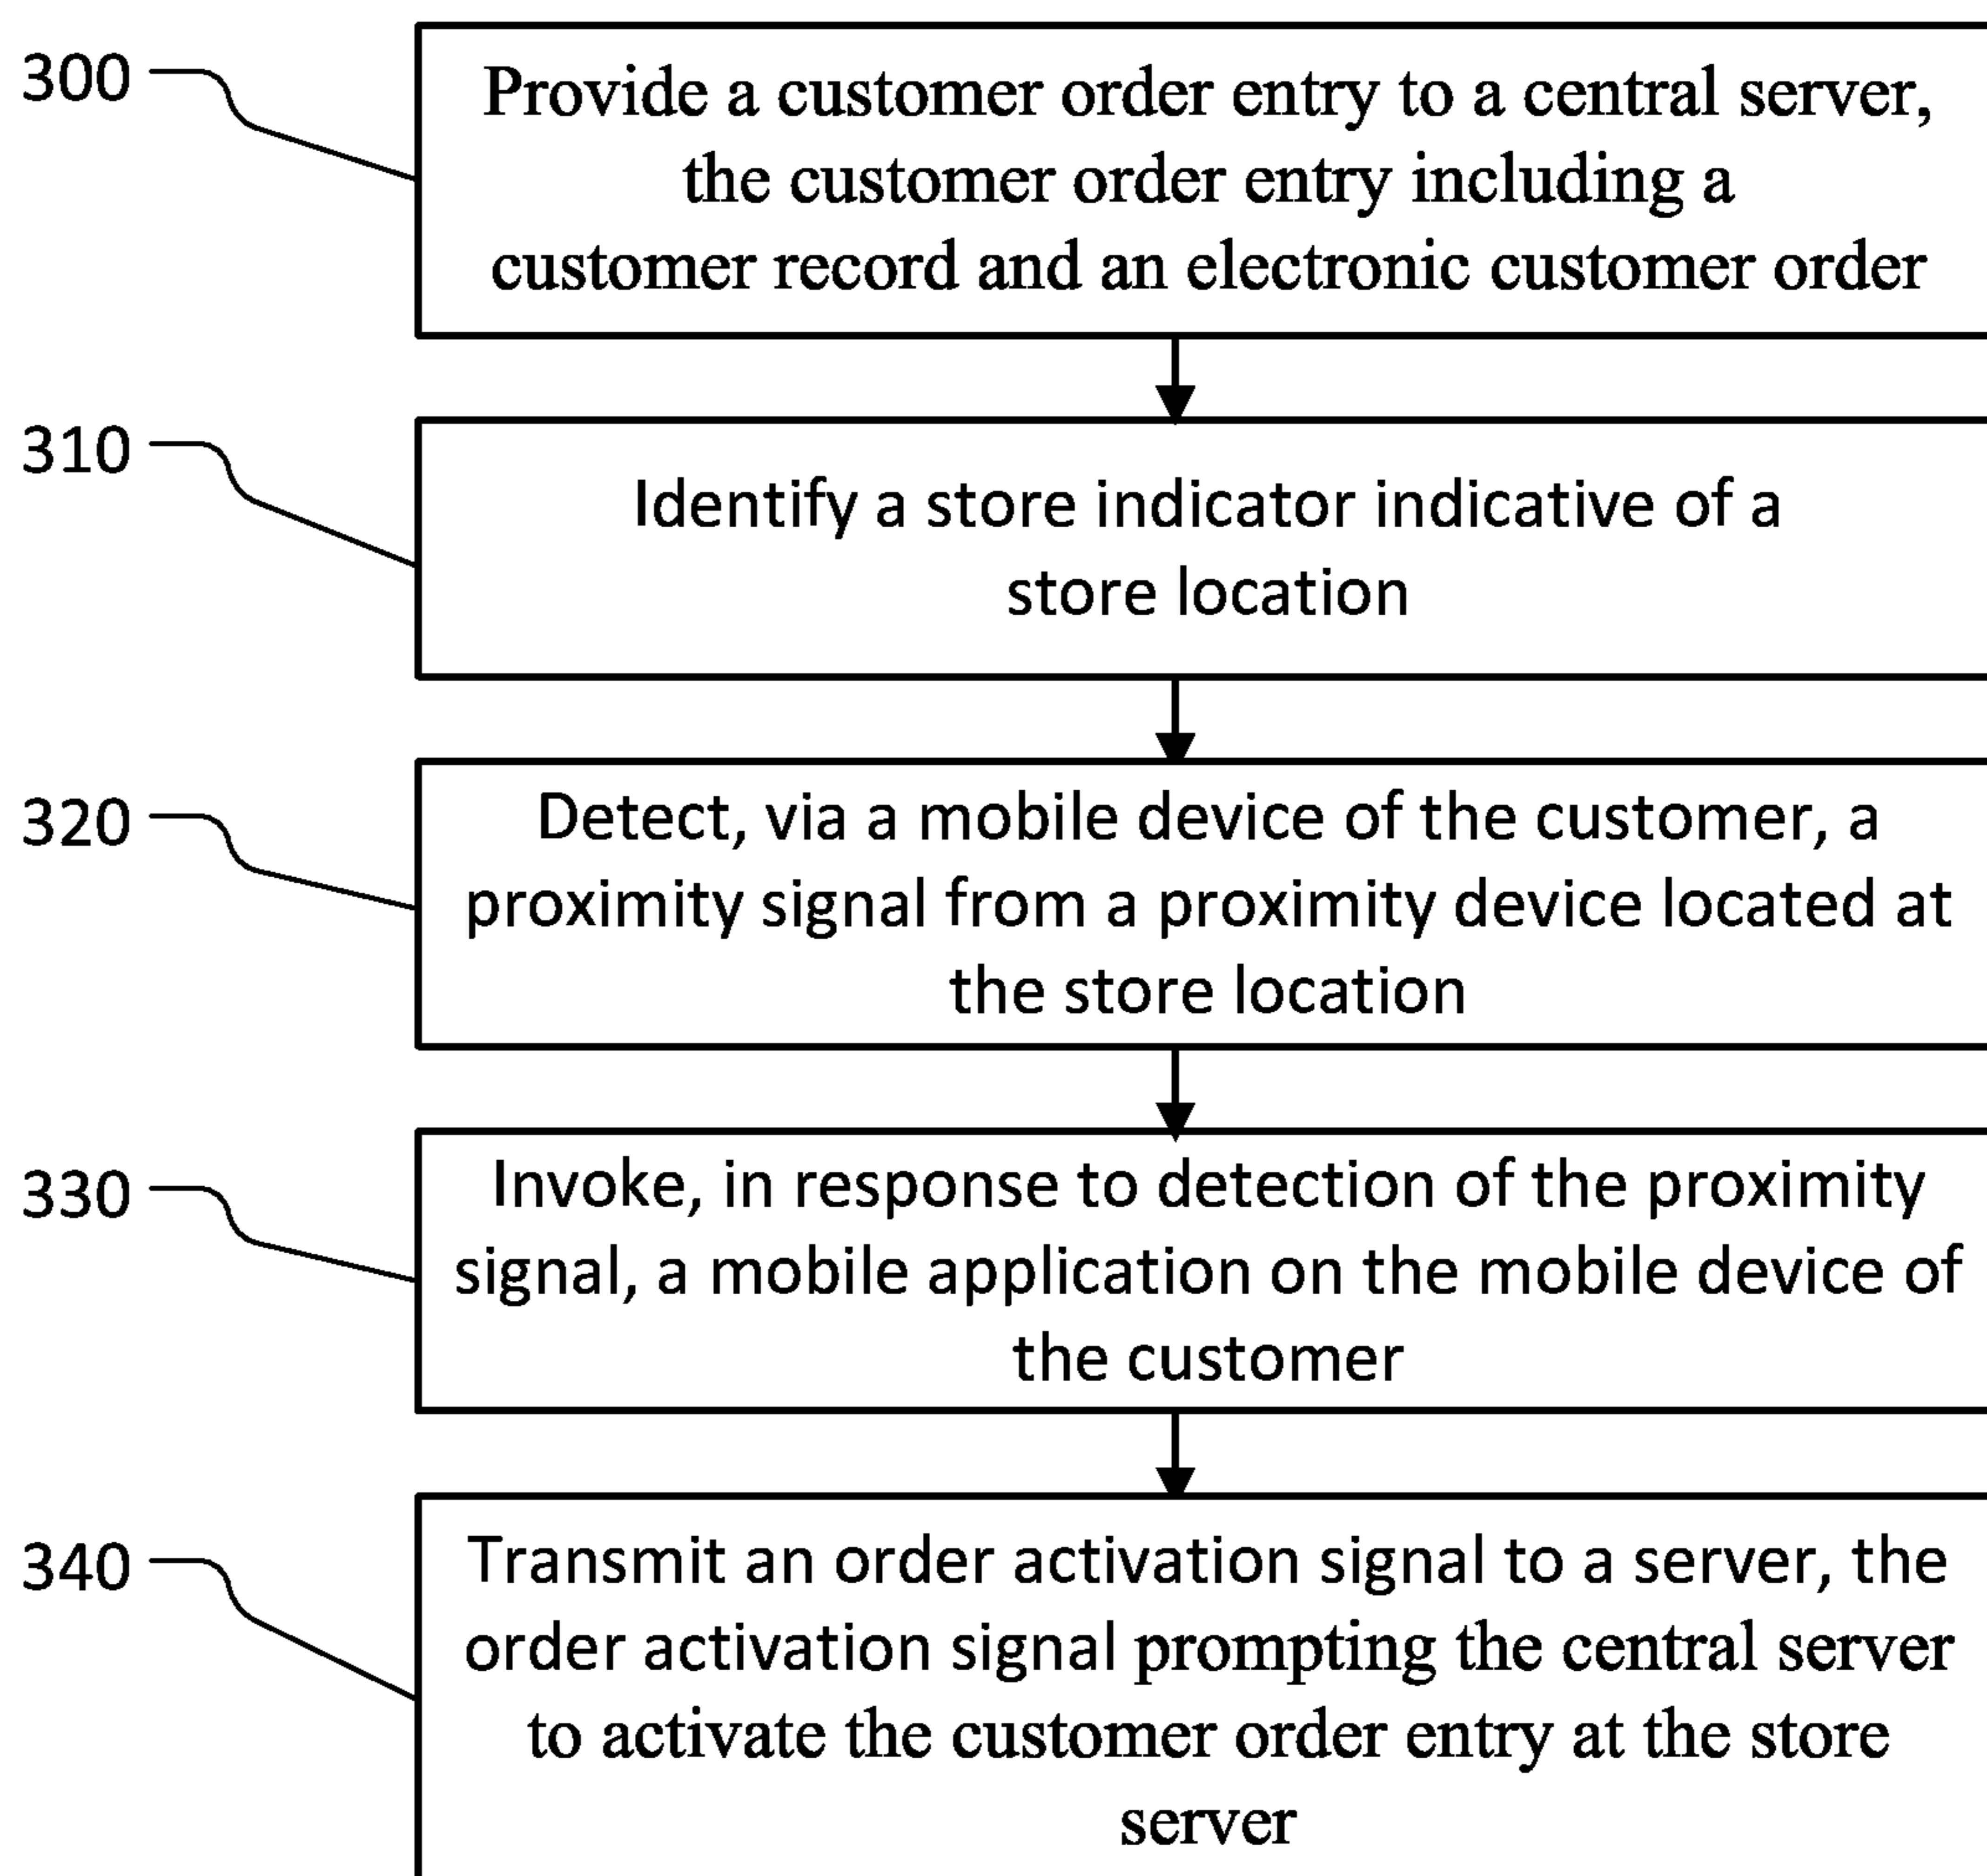 300
Provide a customer order entry to a central server,
the customer order entry including a
customer record and an electronic customer order
310
Identify a store indicator indicative of a
store location
320
Detect, via a mobile device of the customer, a
proximity signal from a proximity device located at
the store location
330
Invoke, in response to detection of the proximity
signal, a mobile application on the mobile device of
the customer
340
Transmit an order activation signal to a server, the
order activation signal prompting the central server
to activate the customer order entry at the store
server